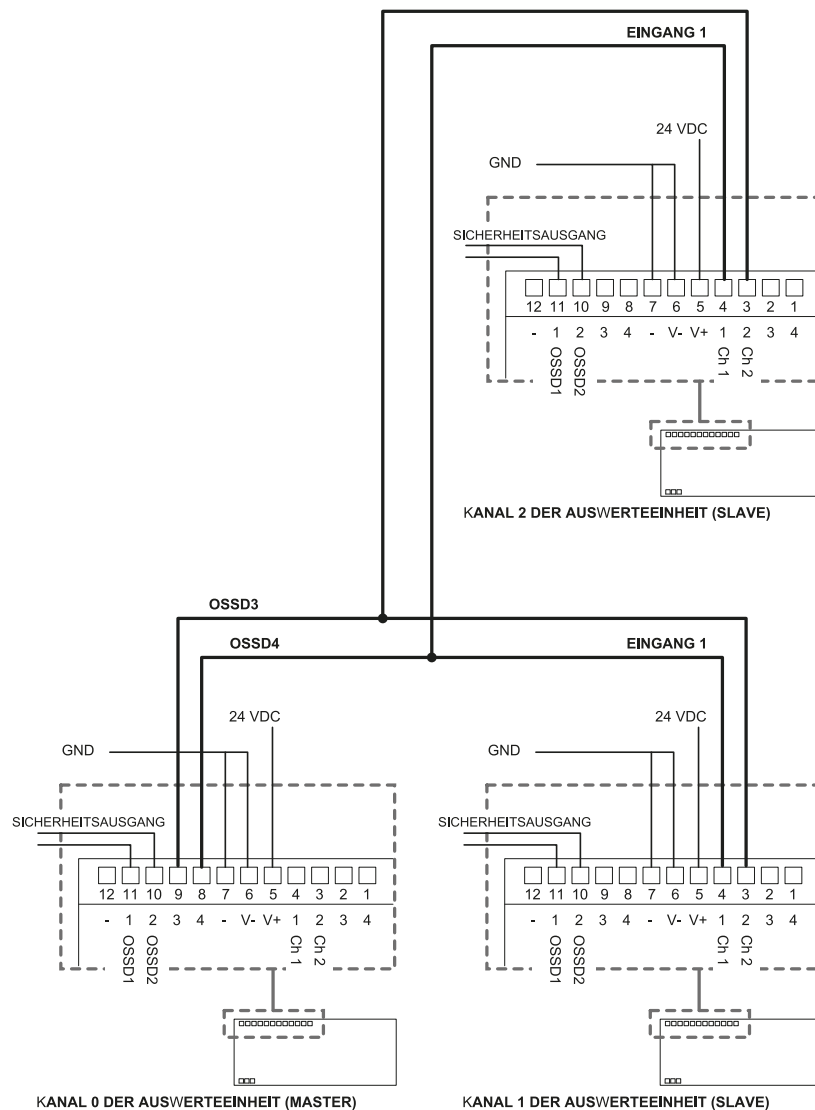 EINGANG 1
24 VDC
GND
SICHERHEITSAUSGANG
12 11 10 9 8 7 6 5 4 3 2 1
- 1 2 3 4 - V- V+ 1 2 3 4
OSSD1 OSSD2 Ch 1 Ch 2
KANAL 2 DER AUSWERTEEINHEIT (SLAVE)
OSSD3
OSSD4 EINGANG 1
24 VDC 24 VDC
GND GND
SICHERHEITSAUSGANG SICHERHEITSAUSGANG
12 11 10 9 8 7 6 5 4 3 2 1 12 11 10 9 8 7 6 5 4 3 2 1
- 1 2 3 4 - V- V+ 1 2 3 4 - 1 2 3 4 - V- V+ 1 2 3 4
OSSD1 OSSD2 Ch 1 Ch 2 OSSD1 OSSD2 Ch 1 Ch 2
KANAL 0 DER AUSWERTEEINHEIT (MASTER) KANAL 1 DER AUSWERTEEINHEIT (SLAVE)